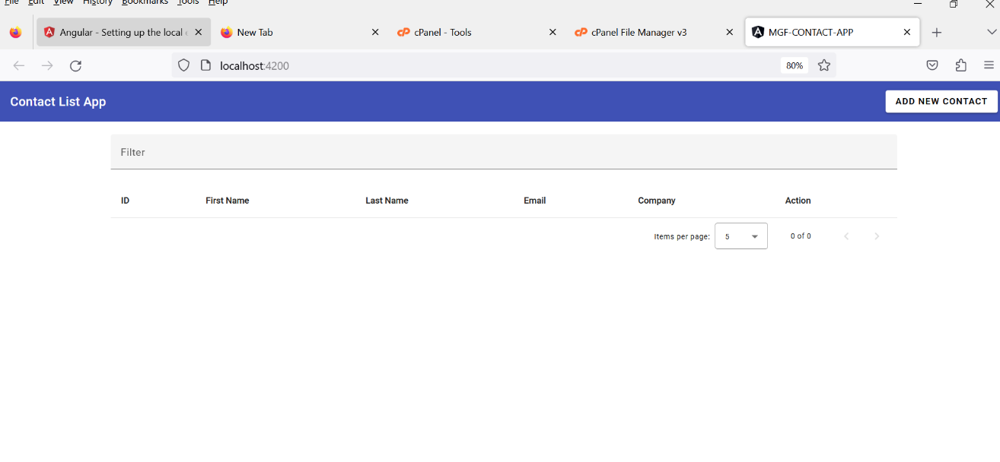 File Edit View History Bookmarks Tools Help
Angular - Setting up the local
New Tab
cPanel - Tools
cPanel File Manager v3
MGF-CONTACT-APP
localhost:4200
80%
Contact List App
ADD NEW CONTACT
Filter
ID First Name Last Name Email Company Action
Items per page: 5 0 of 0